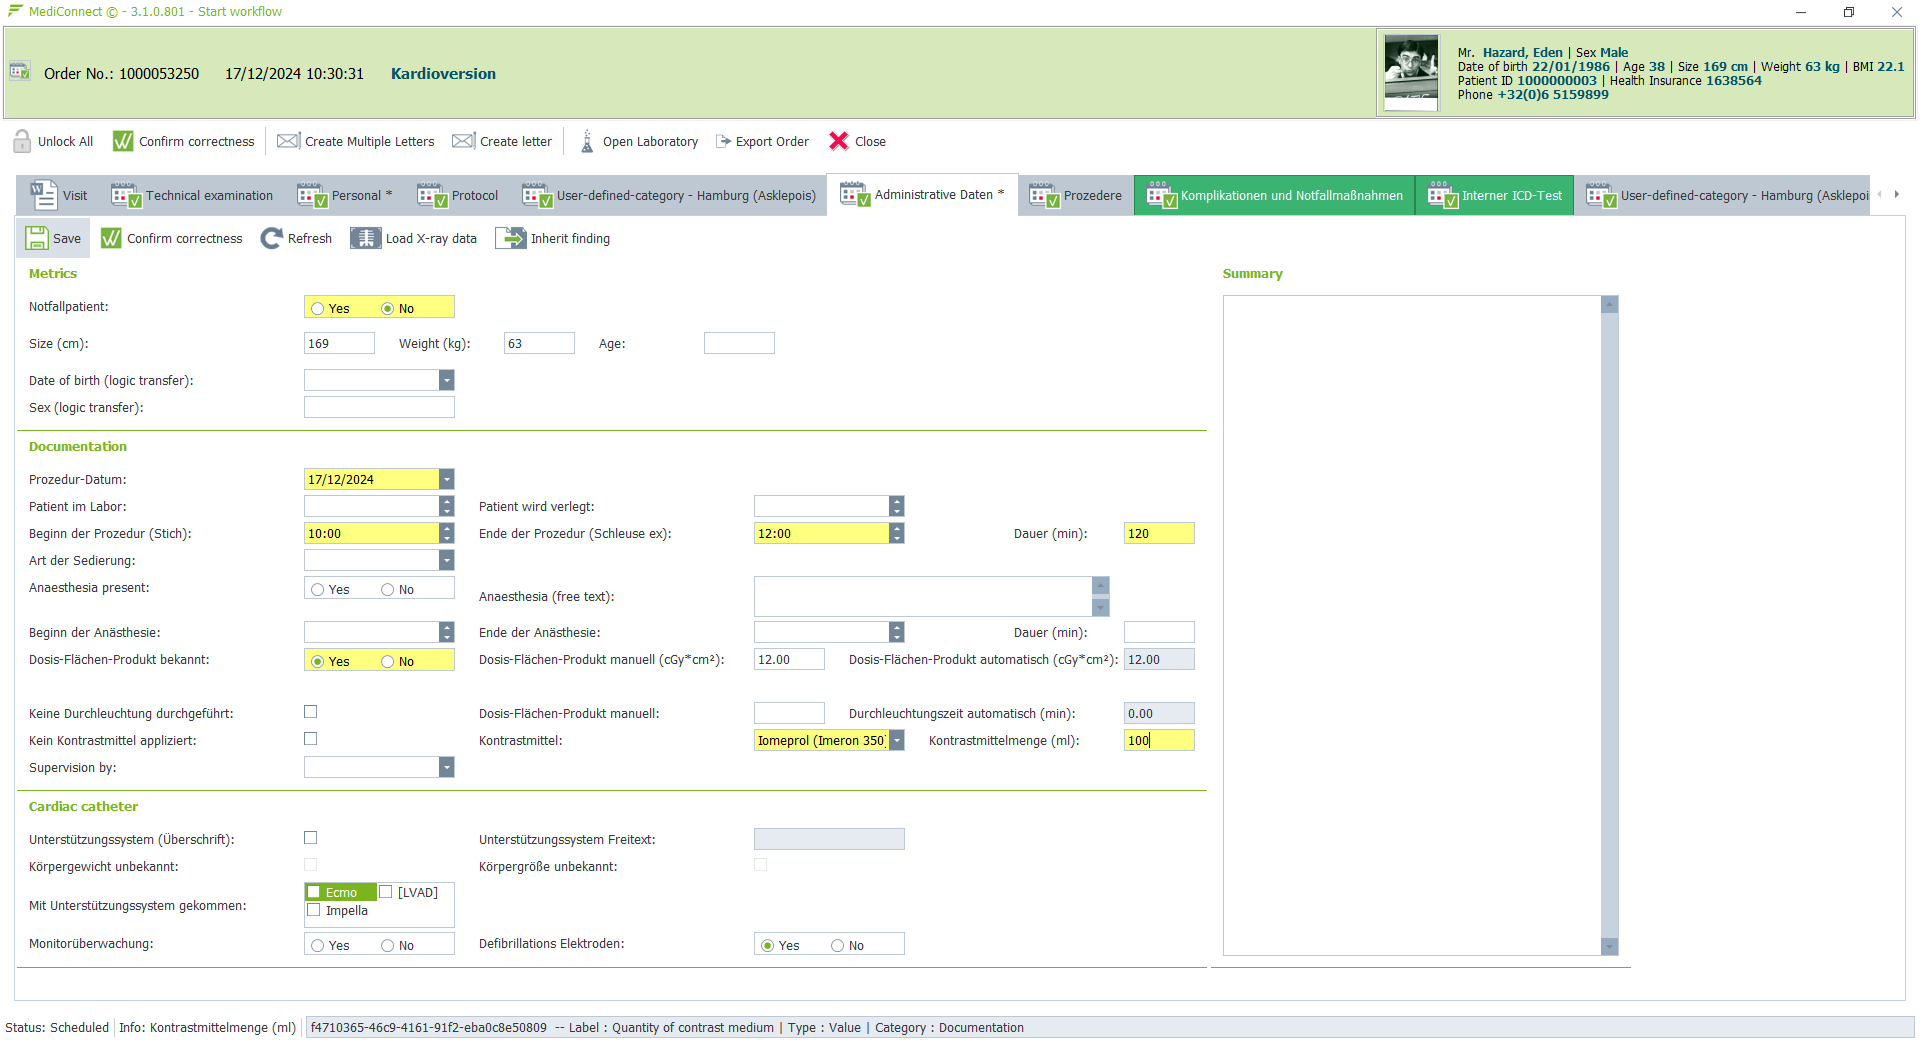 MediConnect © - 3.1.0.801 - Start workflow
Order No.: 1000053250 17/12/2024 10:30:31 Kardioversion
Mr. Hazard, Eden | Sex Male
Date of birth 22/01/1986 | Age 38 | Size 169 cm | Weight 63 kg | BMI 22.1
Patient ID 1000000003 | Health Insurance 1638564
Phone +32(0)6 5159899
Unlock All Confirm correctness Create Multiple Letters Create letter Open Laboratory Export Order Close
Visit Technical examination Personal * Protocol User-defined-category - Hamburg (Asklepois) Administrative Daten * Prozedere Komplikationen und Notfallmaßnahmen Interner ICD-Test User-defined-category - Hamburg (Asklepoi
Save Confirm correctness Refresh Load X-ray data Inherit finding
Metrics
Notfallpatient: Yes No
Size (cm): 169 Weight (kg): 63 Age:
Date of birth (logic transfer):
Sex (logic transfer):
Documentation
Prozedur-Datum: 17/12/2024
Patient im Labor: Patient wird verlegt:
Beginn der Prozedur (Stich): 10:00 Ende der Prozedur (Schleuse ex): 12:00 Dauer (min): 120
Art der Sedierung:
Anaesthesia present: Yes No Anaesthesia (free text):
Beginn der Anästhesie: Ende der Anästhesie: Dauer (min):
Dosis-Flächen-Produkt bekannt: Yes No Dosis-Flächen-Produkt manuell (cGy*cm²): 12.00 Dosis-Flächen-Produkt automatisch (cGy*cm²): 12.00
Keine Durchleuchtung durchgeführt: Dosis-Flächen-Produkt manuell: Durchleuchtungszeit automatisch (min): 0.00
Kein Kontrastmittel appliziert: Kontrastmittel: Iomeprol (Imeron 350) Kontrastmittelmenge (ml): 100
Supervision by:
Cardiac catheter
Unterstützungssystem (Überschrift): Unterstützungssystem Freitext:
Körpergewicht unbekannt: Körpergröße unbekannt:
Mit Unterstützungssystem gekommen: Ecmo [LVAD]
Impella
Monitorüberwachung: Yes No Defibrillations Elektroden: Yes No
Summary
Status: Scheduled Info: Kontrastmittelmenge (ml) f4710365-46c9-4161-91f2-eba0c8e50809 -- Label : Quantity of contrast medium | Type : Value | Category : Documentation